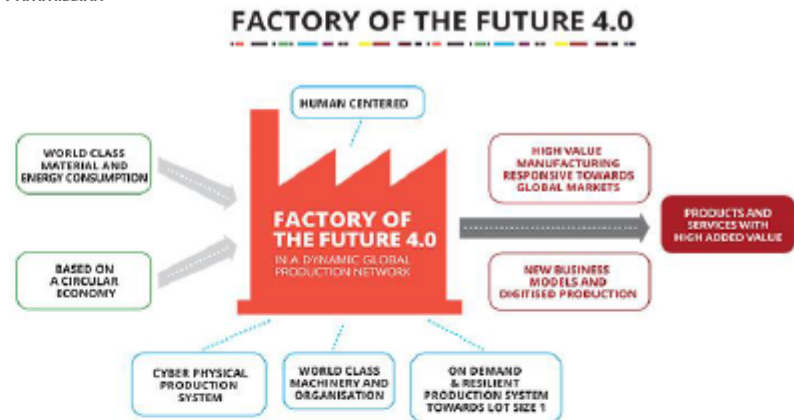 FACTORY OF THE FUTURE 4.0
HUMAN CENTERED
WORLD CLASS
MATERIAL AND
ENERGY CONSUMPTION
BASED ON
A CIRCULAR
ECONOMY
FACTORY OF
THE FUTURE 4.0
IN A DYNAMIC GLOBAL
PRODUCTION NETWORK
HIGH VALUE
MANUFACTURING
RESPONSIVE TOWARDS
GLOBAL MARKETS
NEW BUSINESS
MODELS AND
DIGITISED PRODUCTION
PRODUCTS AND
SERVICES WITH
HIGH ADDED VALUE
CYBER PHYSICAL
PRODUCTION
SYSTEM
WORLD CLASS
MACHINERY AND
ORGANISATION
ON DEMAND
& RESILIENT
PRODUCTION SYSTEM
TOWARDS LOT SIZE 1